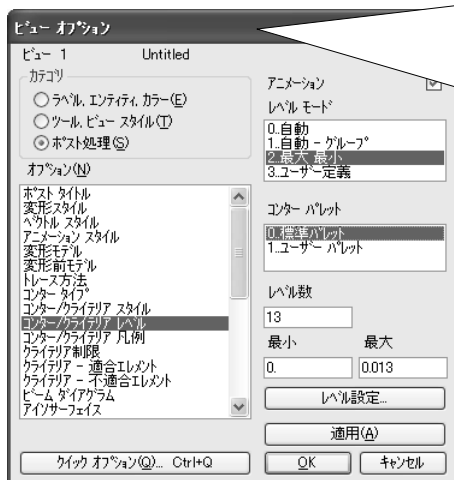 ビュー オプション
ビュー 1 Untitled
カテゴリ
ラベル, エンティティ, カラー(E)
ツール, ビュー スタイル(T)
ポスト処理(S)
オプション(N)
ポスト タイトル
変形スタイル
ベクトル スタイル
アニメーション スタイル
変形モデル
変形前モデル
トレース方法
コンター タイプ
コンター/クライテリア スタイル
コンター/クライテリア レベル
コンター/クライテリア 凡例
クライテリア制限
クライテリア - 適合エレメント
クライテリア - 不適合エレメント
ビーム ダイアグラム
アイソサーフェイス
クイック オプション(Q)... Ctrl+Q
アニメーション
レベル モード
0..自動
1..自動 - グループ
2..最大 最小
3..ユーザー定義
コンター パレット
0..標準パレット
1..ユーザー パレット
レベル数
13
最小 最大
0. 0.013
レベル設定...
適用(A)
OK キャンセル